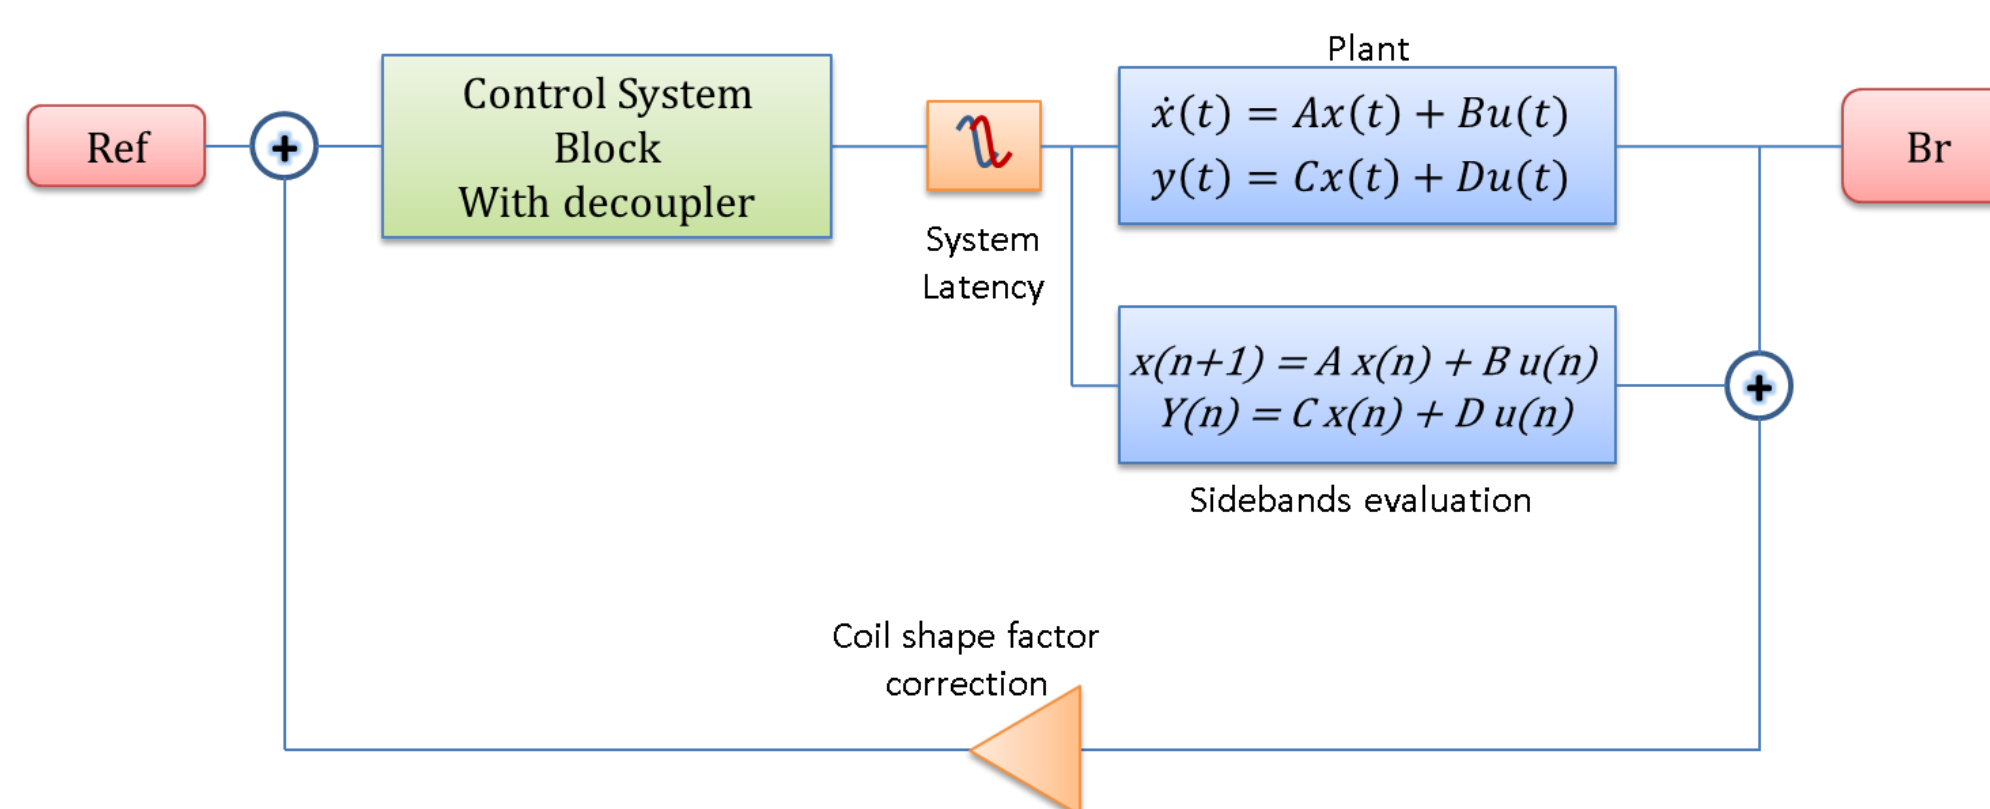 Plant
Ref
+
Control System
Block
With decoupler
ẋ(t) = Ax(t) + Bu(t)
y(t) = Cx(t) + Du(t)
Br
System
Latency
x(n+1) = A x(n) + B u(n)
Y(n) = C x(n) + D u(n)
+
Sidebands evaluation
Coil shape factor
correction